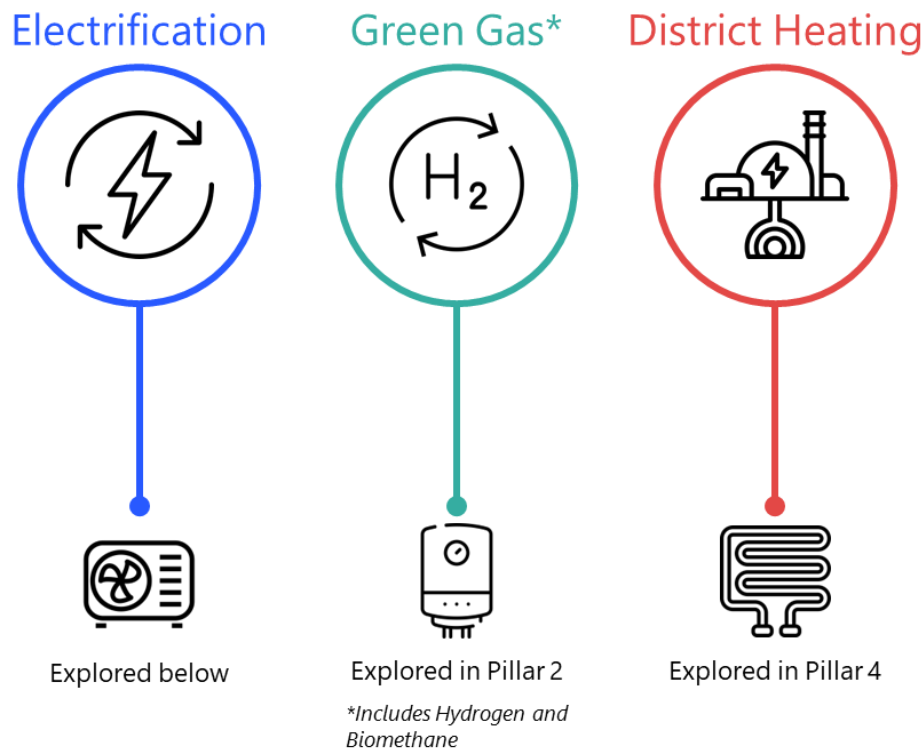 Electrification
Green Gas*
District Heating
H2
Explored below
Explored in Pillar 2
Explored in Pillar 4
*Includes Hydrogen and
Biomethane